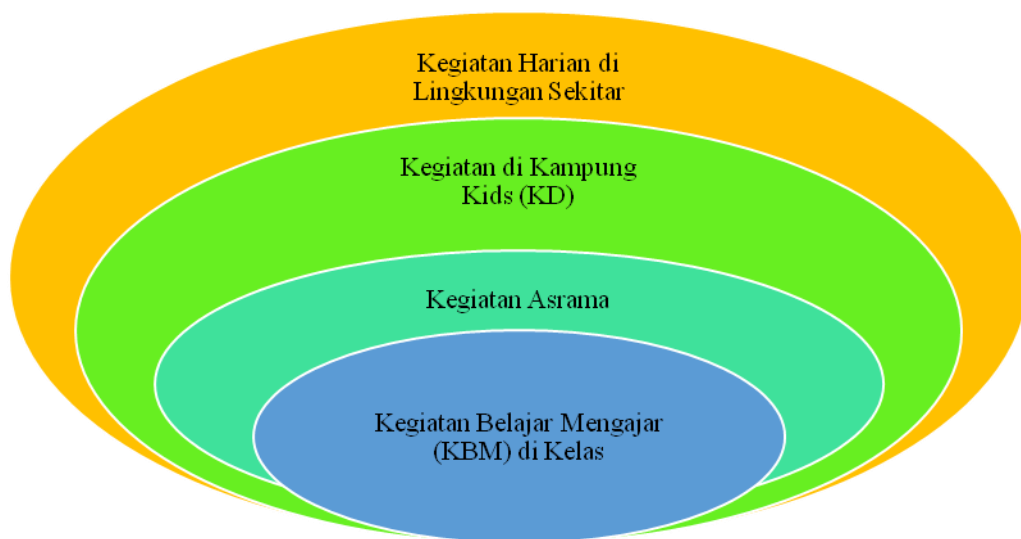 Kegiatan Harian di
Lingkungan Sekitar
Kegiatan di Kampung
Kids (KD)
Kegiatan Asrama
Kegiatan Belajar Mengajar
(KBM) di Kelas